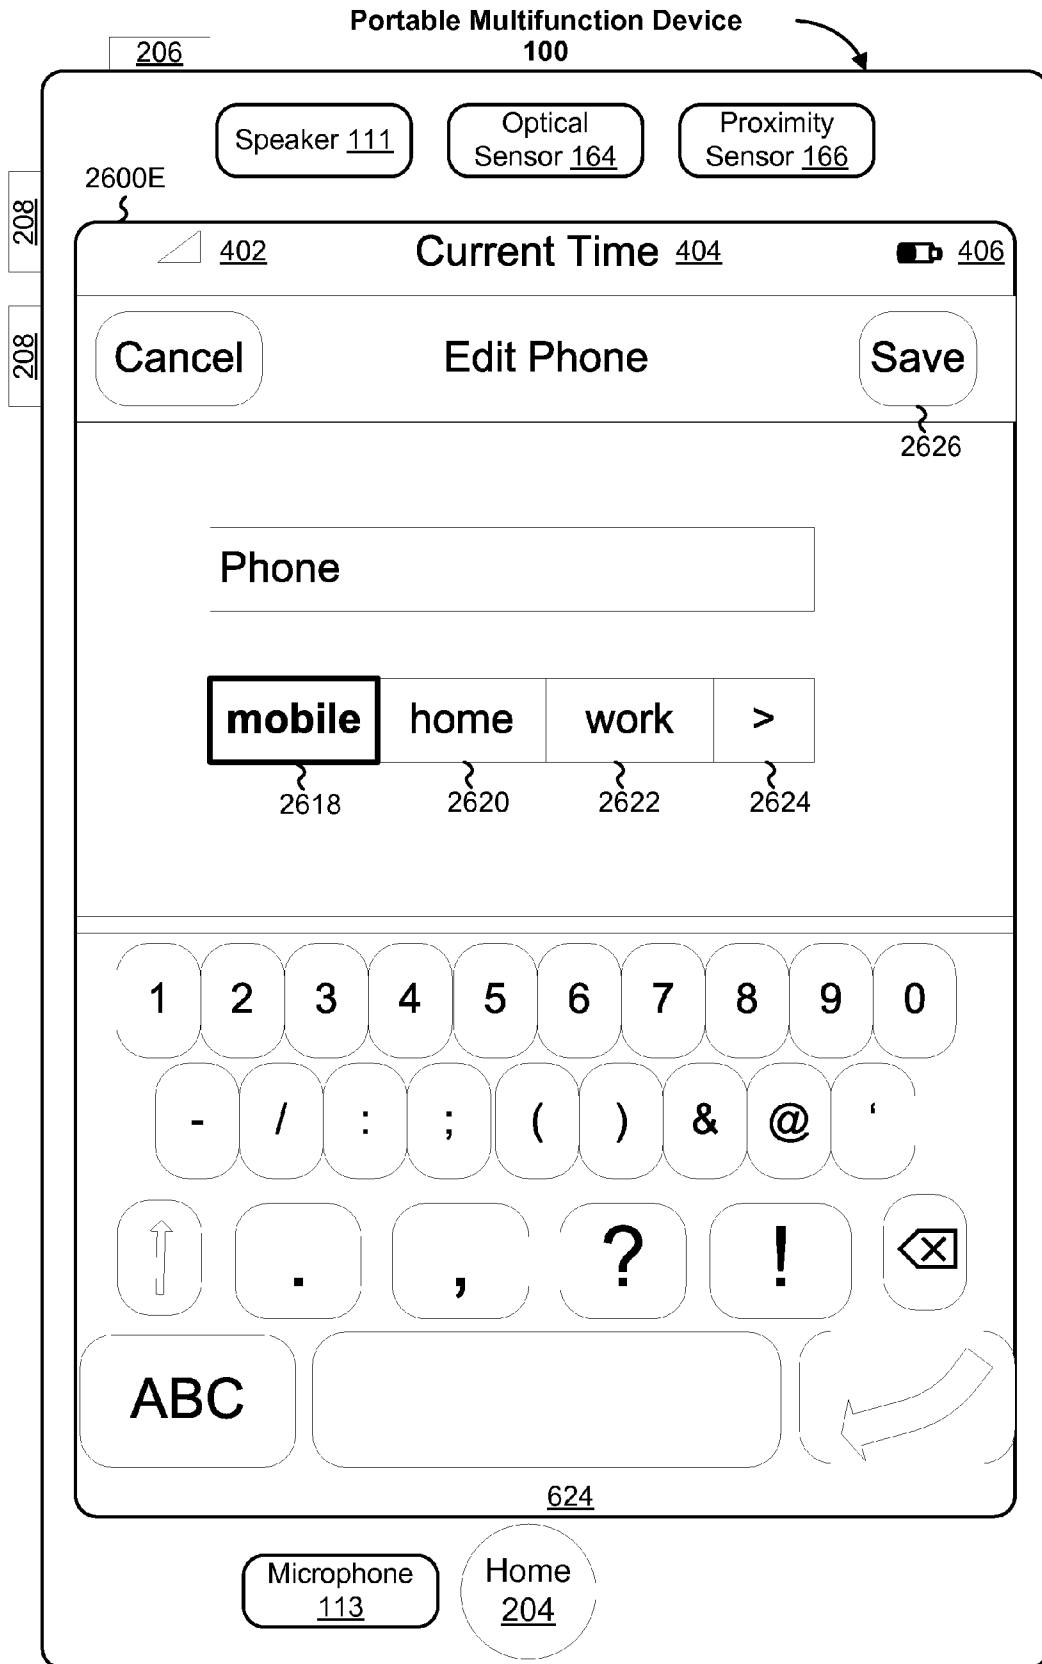 Portable Multifunction Device
100
206
Speaker 111
Optical
Sensor 164
Proximity
Sensor 166
2600E
208
208
402
Current Time 404
406
Cancel
Edit Phone
Save
2626
Phone
mobile
home
work
>
2618
2620
2622
2624
1 2 3 4 5 6 7 8 9 0
- / : ; ( ) & @ ‘
. , ? !
ABC
624
Microphone
113
Home
204